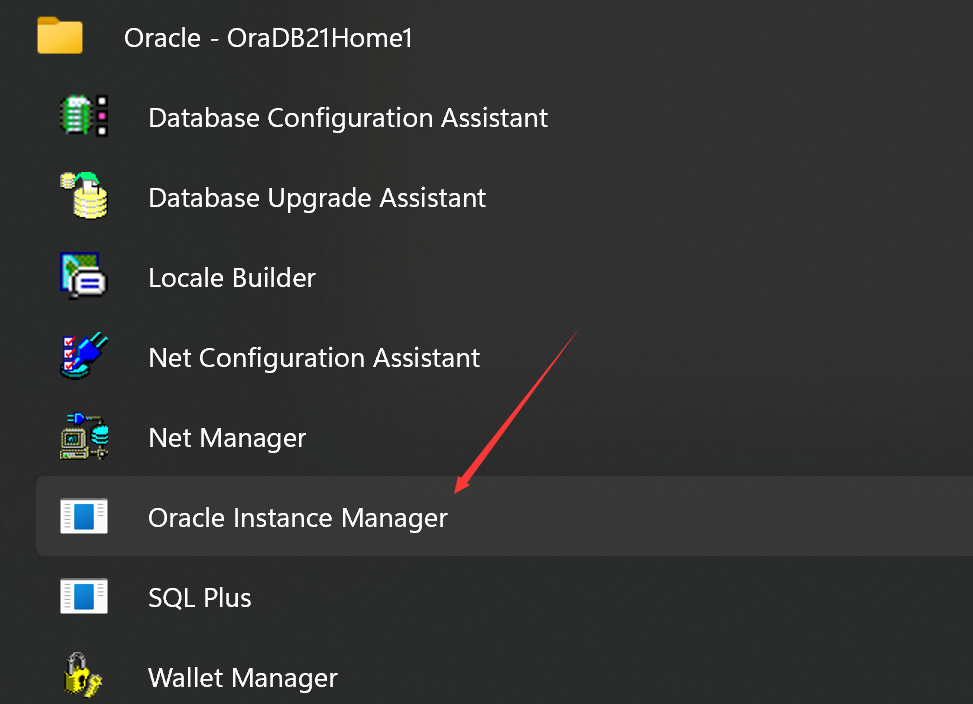 Oracle - OraDB21Home1
Database Configuration Assistant
Database Upgrade Assistant
Locale Builder
Net Configuration Assistant
Net Manager
Oracle Instance Manager
SQL Plus
Wallet Manager